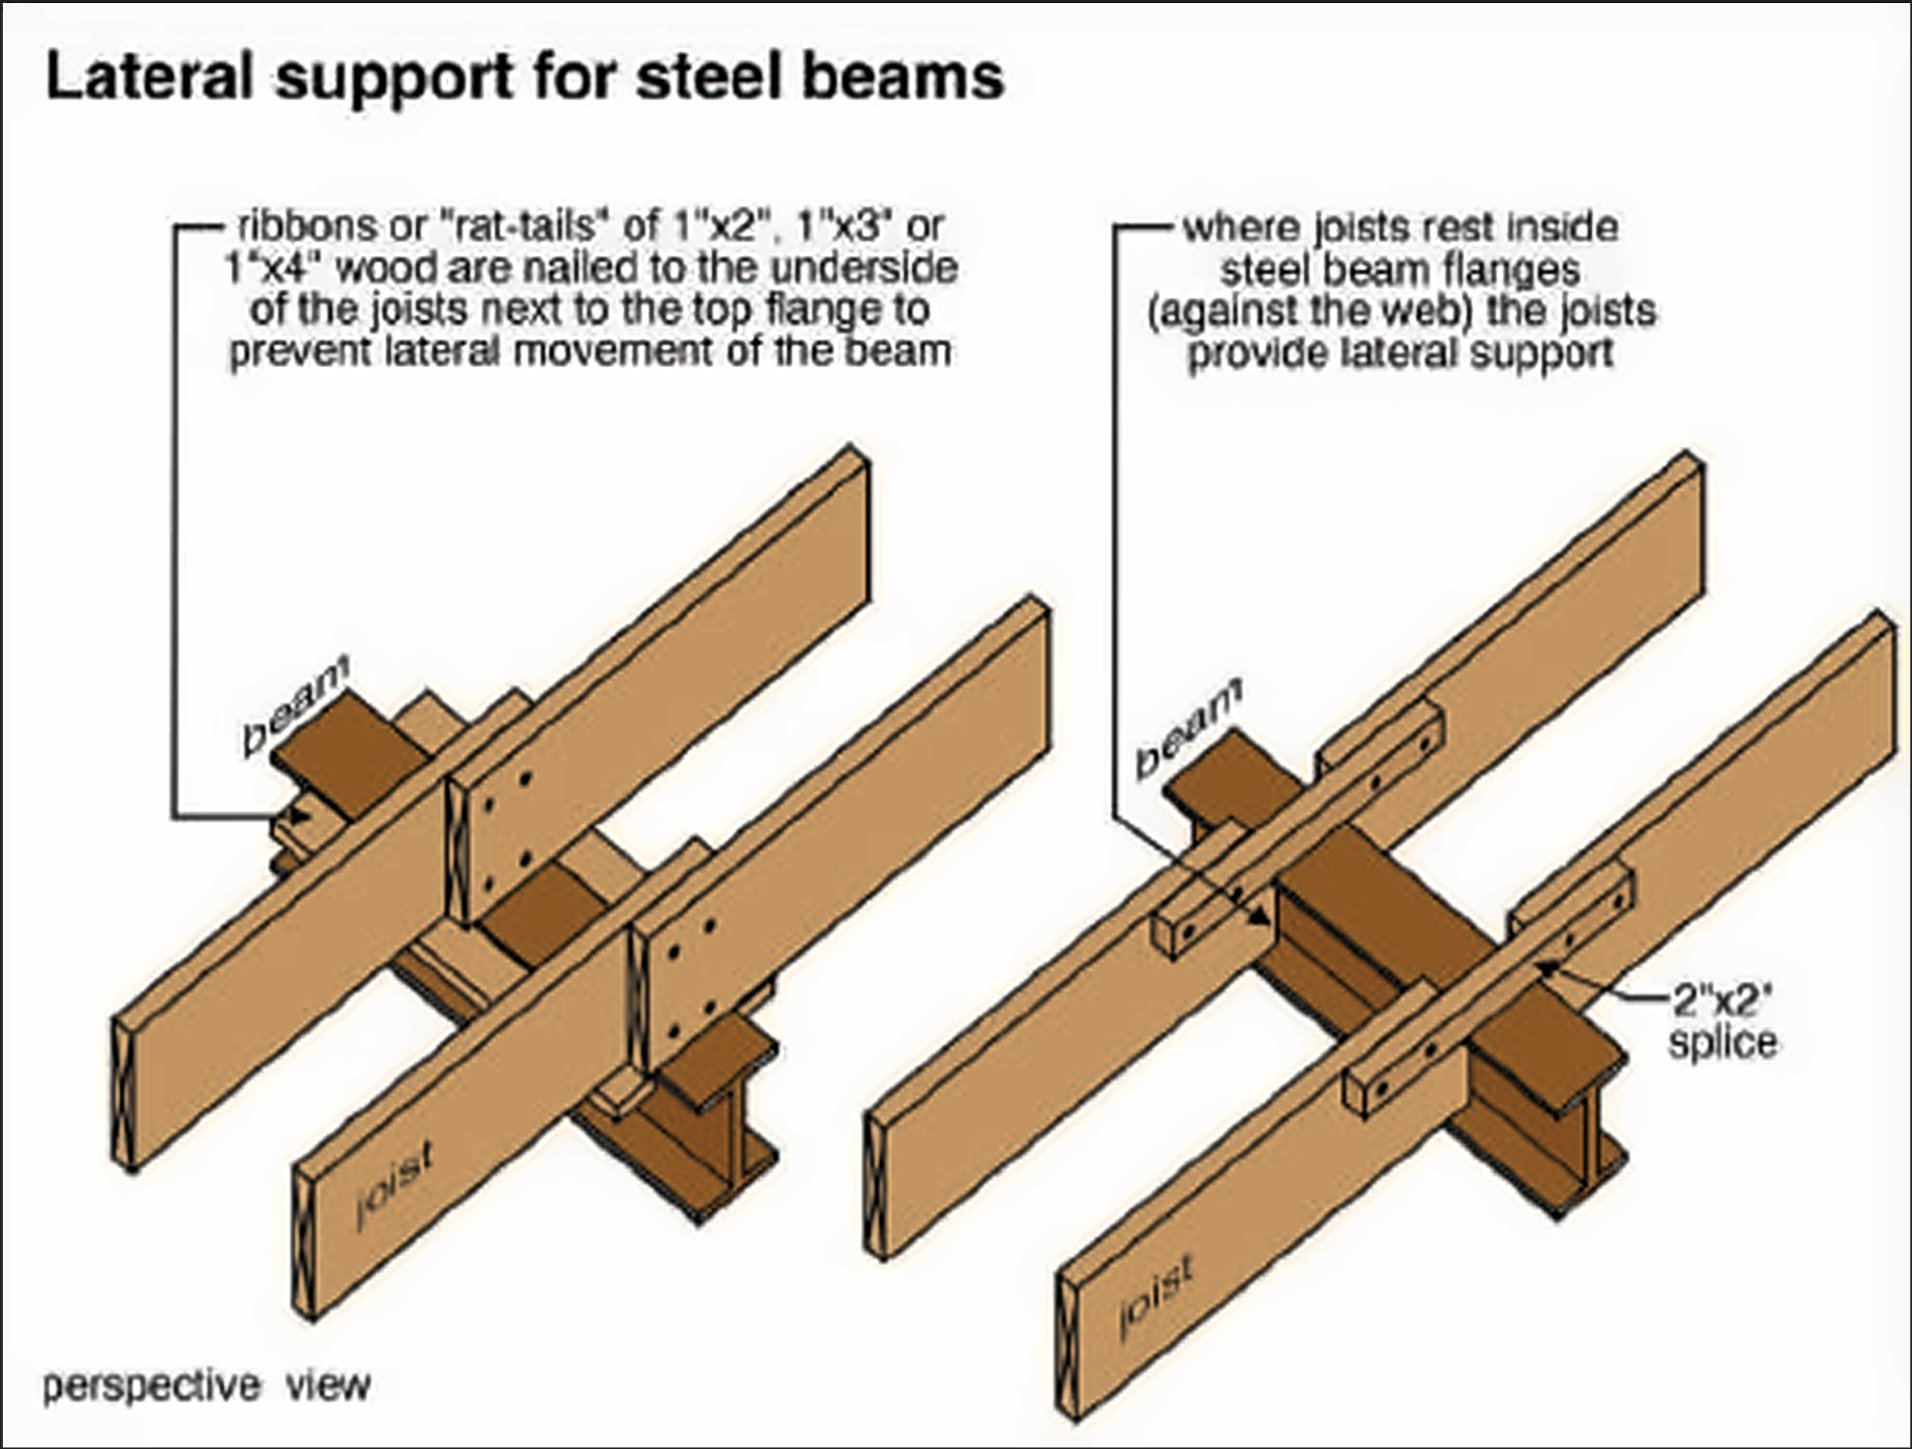 Lateral support for steel beams
ribbons or "rat-tails" of 1"x2", 1"x3" or
1"x4" wood are nailed to the underside
of the joists next to the top flange to
prevent lateral movement of the beam
where joists rest inside
steel beam flanges
(against the web) the joists
provide lateral support
beam
beam
2"x2"
splice
joist
joist
perspective view